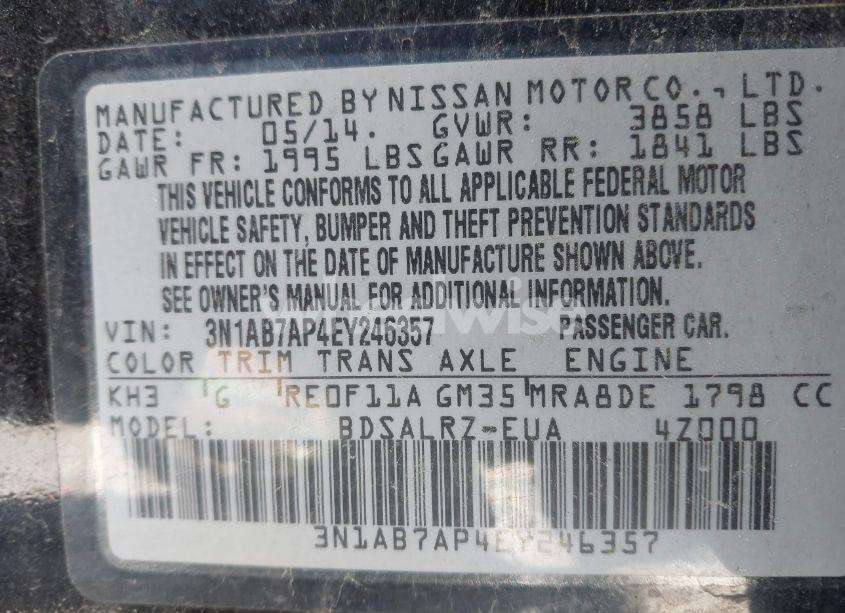 MANUFACTURED BY NISSAN MOTOR CO., LTD.
DATE: 05/14. GVWR: 3858 LBS
GAWR FR: 1995 LBS GAWR RR: 1841 LBS
THIS VEHICLE CONFORMS TO ALL APPLICABLE FEDERAL MOTOR
VEHICLE SAFETY, BUMPER AND THEFT PREVENTION STANDARDS
IN EFFECT ON THE DATE OF MANUFACTURE SHOWN ABOVE.
SEE OWNER'S MANUAL FOR ADDITIONAL INFORMATION.
VIN: 3N1AB7AP4EY246357 PASSENGER CAR.
COLOR TRIM TRANS AXLE ENGINE
KH3 G RE0F11A GM35 MRA8DE 1798 CC
MODEL: BDSALRZ-EUA 4Z000
3N1AB7AP4EY246357